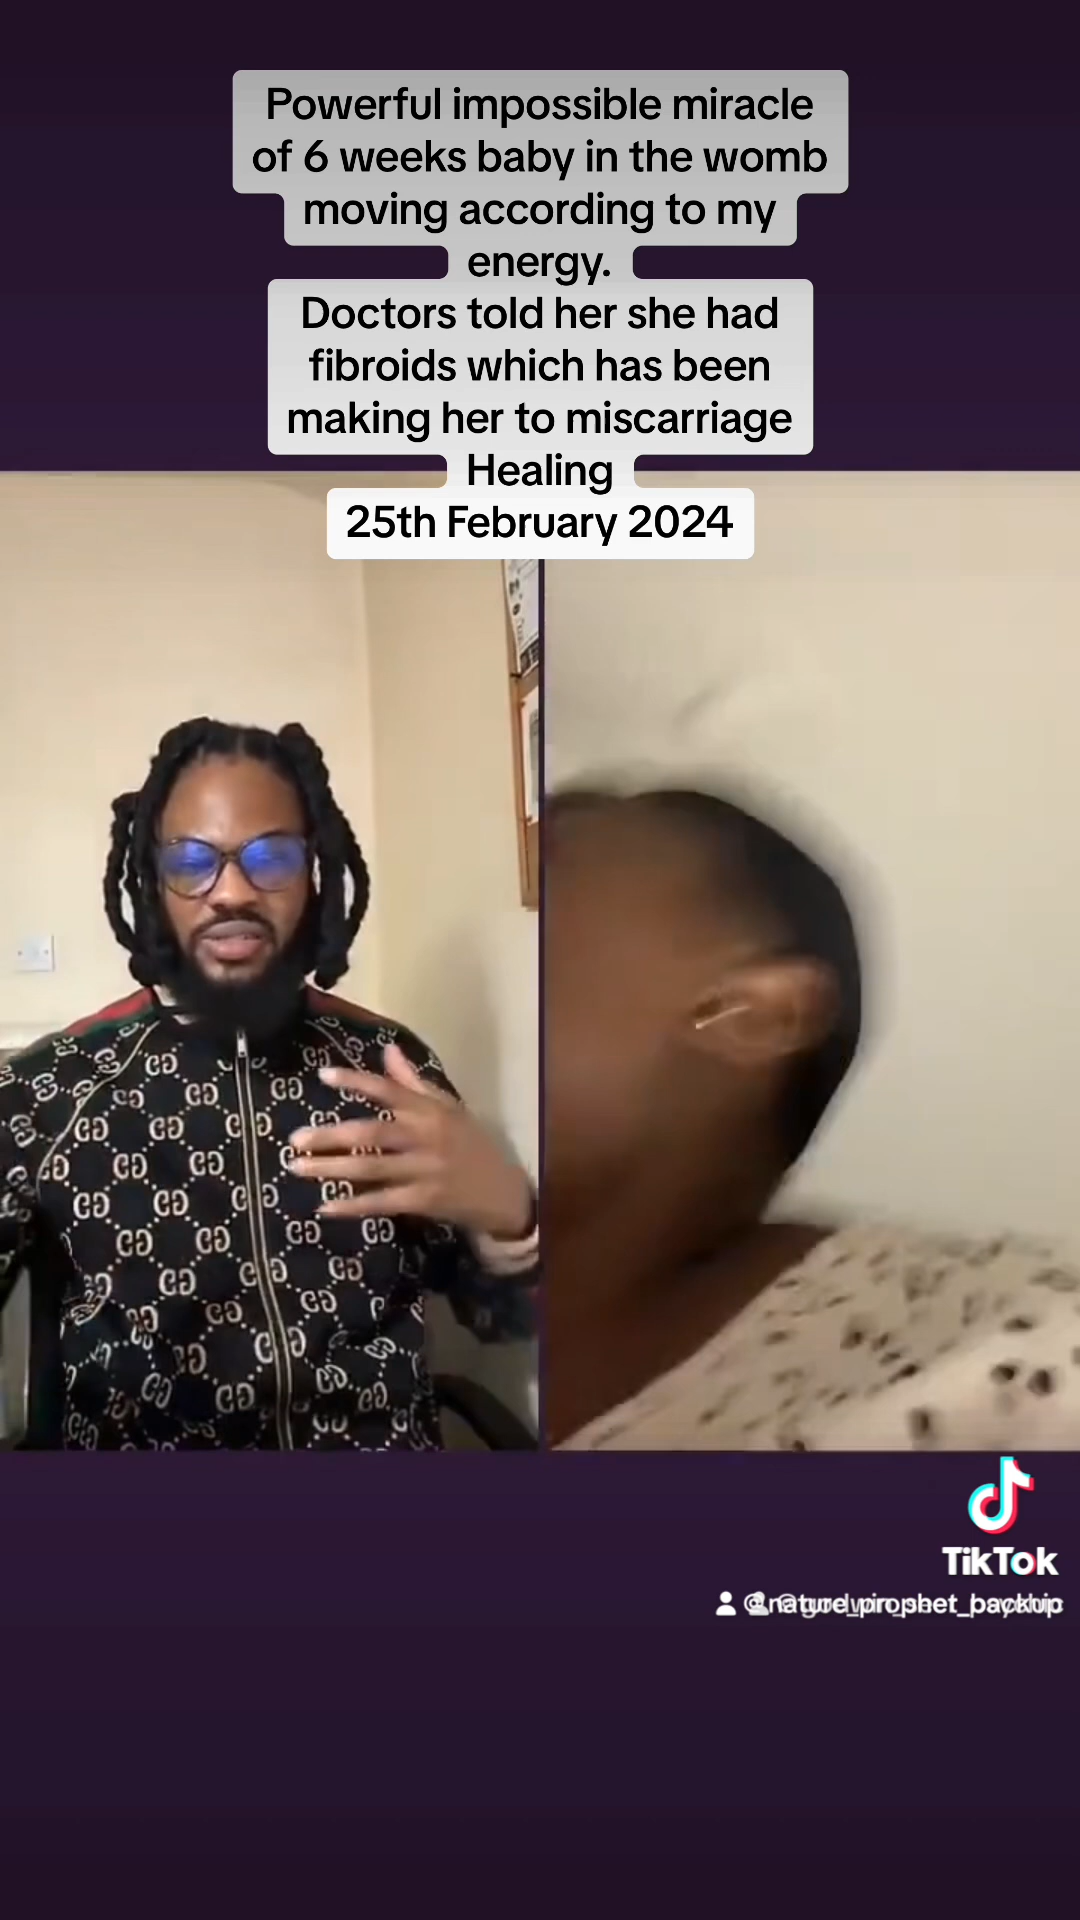 Powerful impossible miracle
of 6 weeks baby in the womb
moving according to my
energy.
Doctors told her she had
fibroids which has been
making her to miscarriage
Healing
25th February 2024
TikTok
@nature_prophet_backup